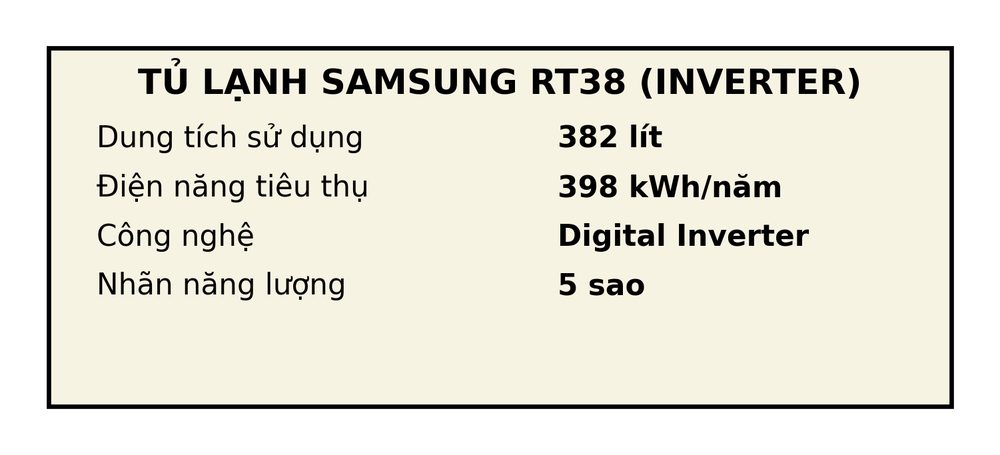 TỦ LẠNH SAMSUNG RT38 (INVERTER)
Dung tích sử dụng 382 lít
Điện năng tiêu thụ 398 kWh/năm
Công nghệ Digital Inverter
Nhãn năng lượng 5 sao